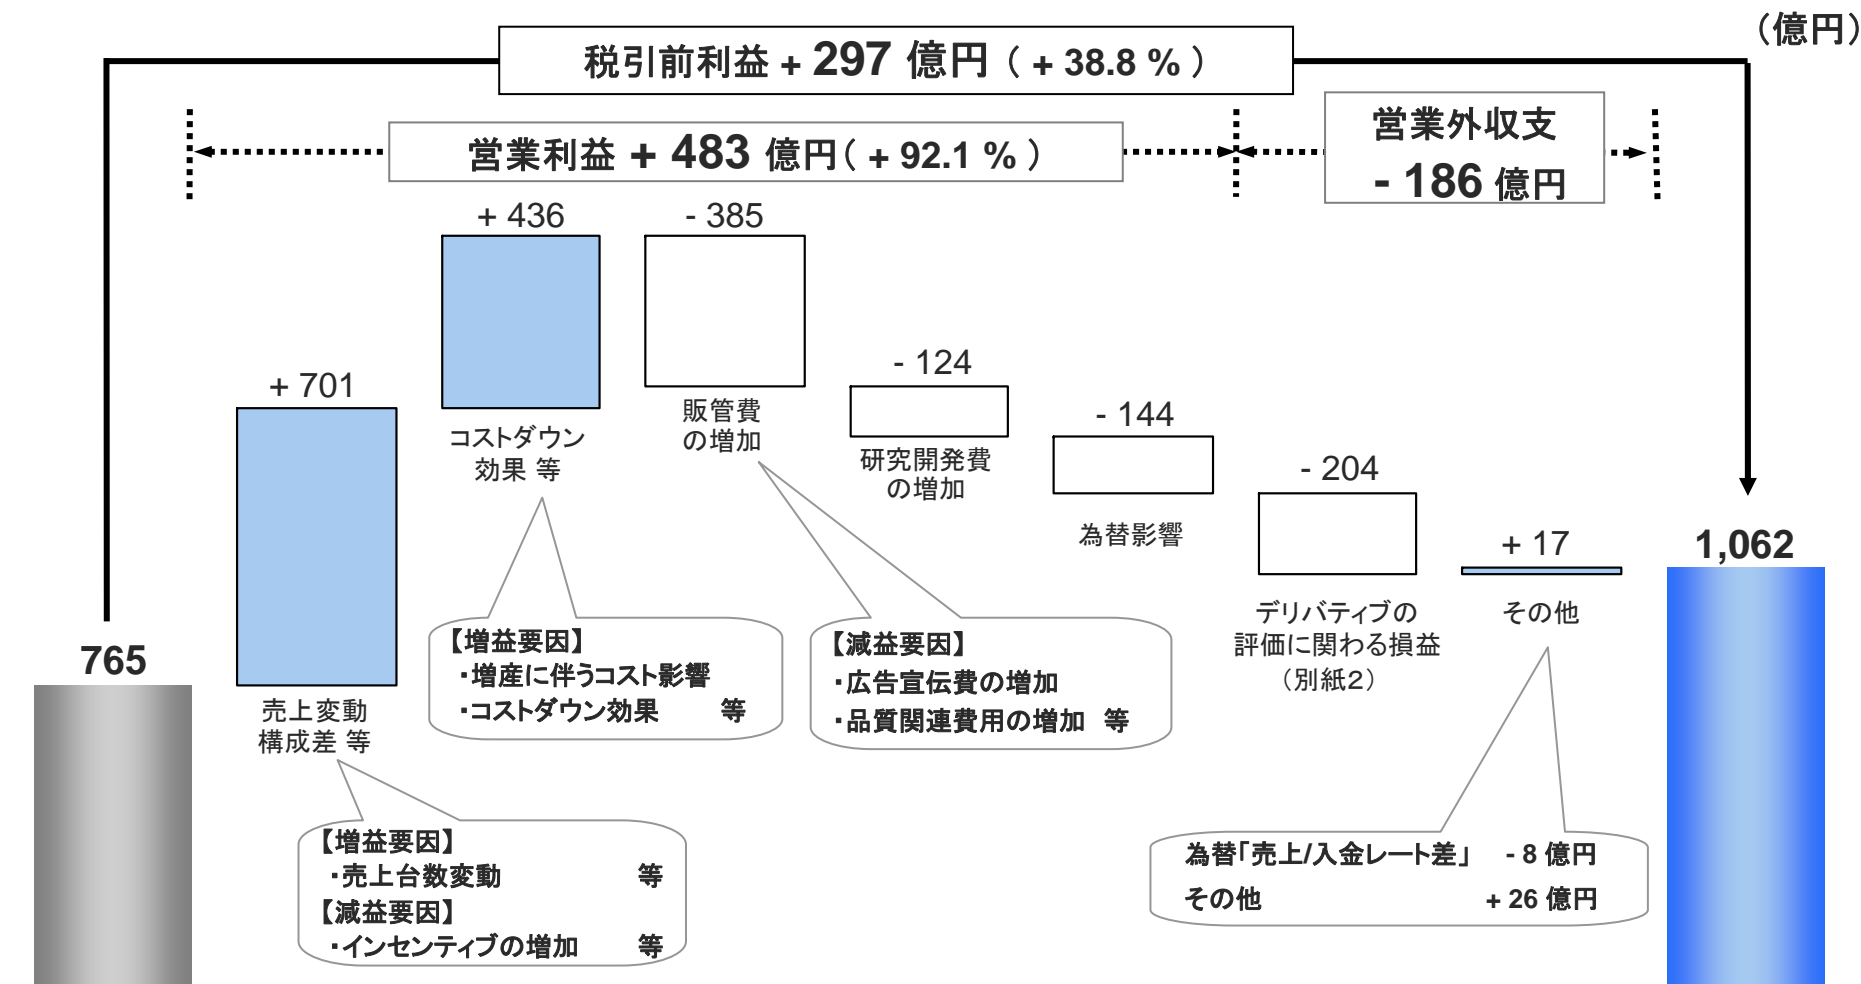 （億円）
税引前利益 + 297 億円（ + 38.8 % ）
営業利益 + 483 億円（ + 92.1 % ）
営業外収支
- 186 億円
+ 436
- 385
+ 701
- 124
- 144
- 204
+ 17
765
1,062
売上変動
構成差 等
コストダウン
効果 等
販管費
の増加
研究開発費
の増加
為替影響
デリバティブの
評価に関わる損益
（別紙２）
その他
【増益要因】
・増産に伴うコスト影響
・コストダウン効果 等
【減益要因】
・広告宣伝費の増加
・品質関連費用の増加 等
【増益要因】
・売上台数変動 等
【減益要因】
・インセンティブの増加 等
為替「売上/入金レート差」 - 8 億円
その他 + 26 億円